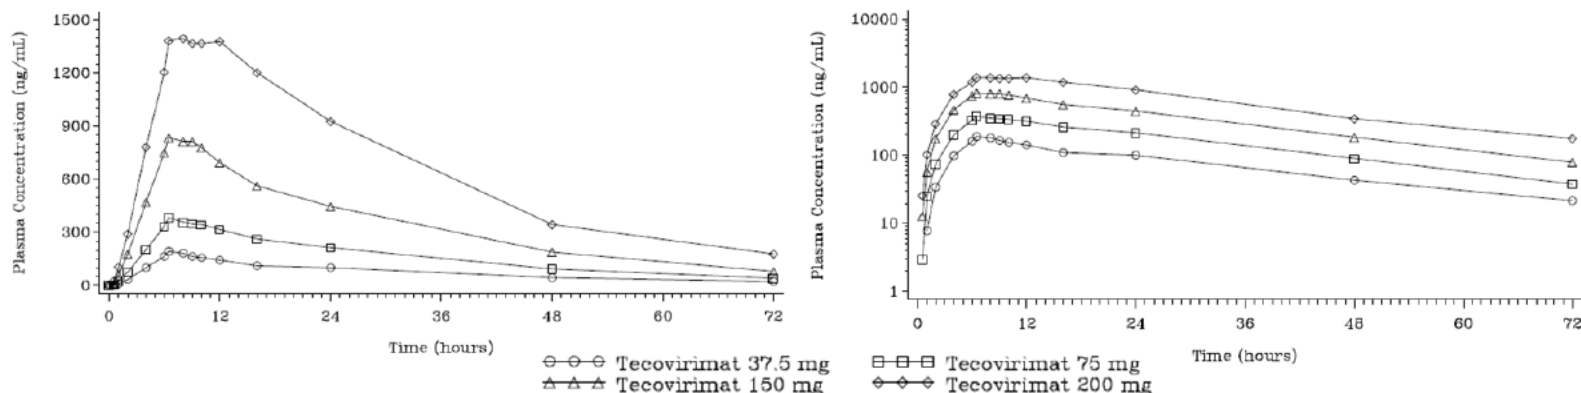 Plasma Concentration (ng/mL)
1500
1200
900
600
300
0
0 12 24 36 48 60 72
Time (hours)
Plasma Concentration (ng/mL)
10000
1000
100
10
1
0 12 24 36 48 60 72
Time (hours)
Tecovirimat 37.5 mg
Tecovirimat 75 mg
Tecovirimat 150 mg
Tecovirimat 200 mg